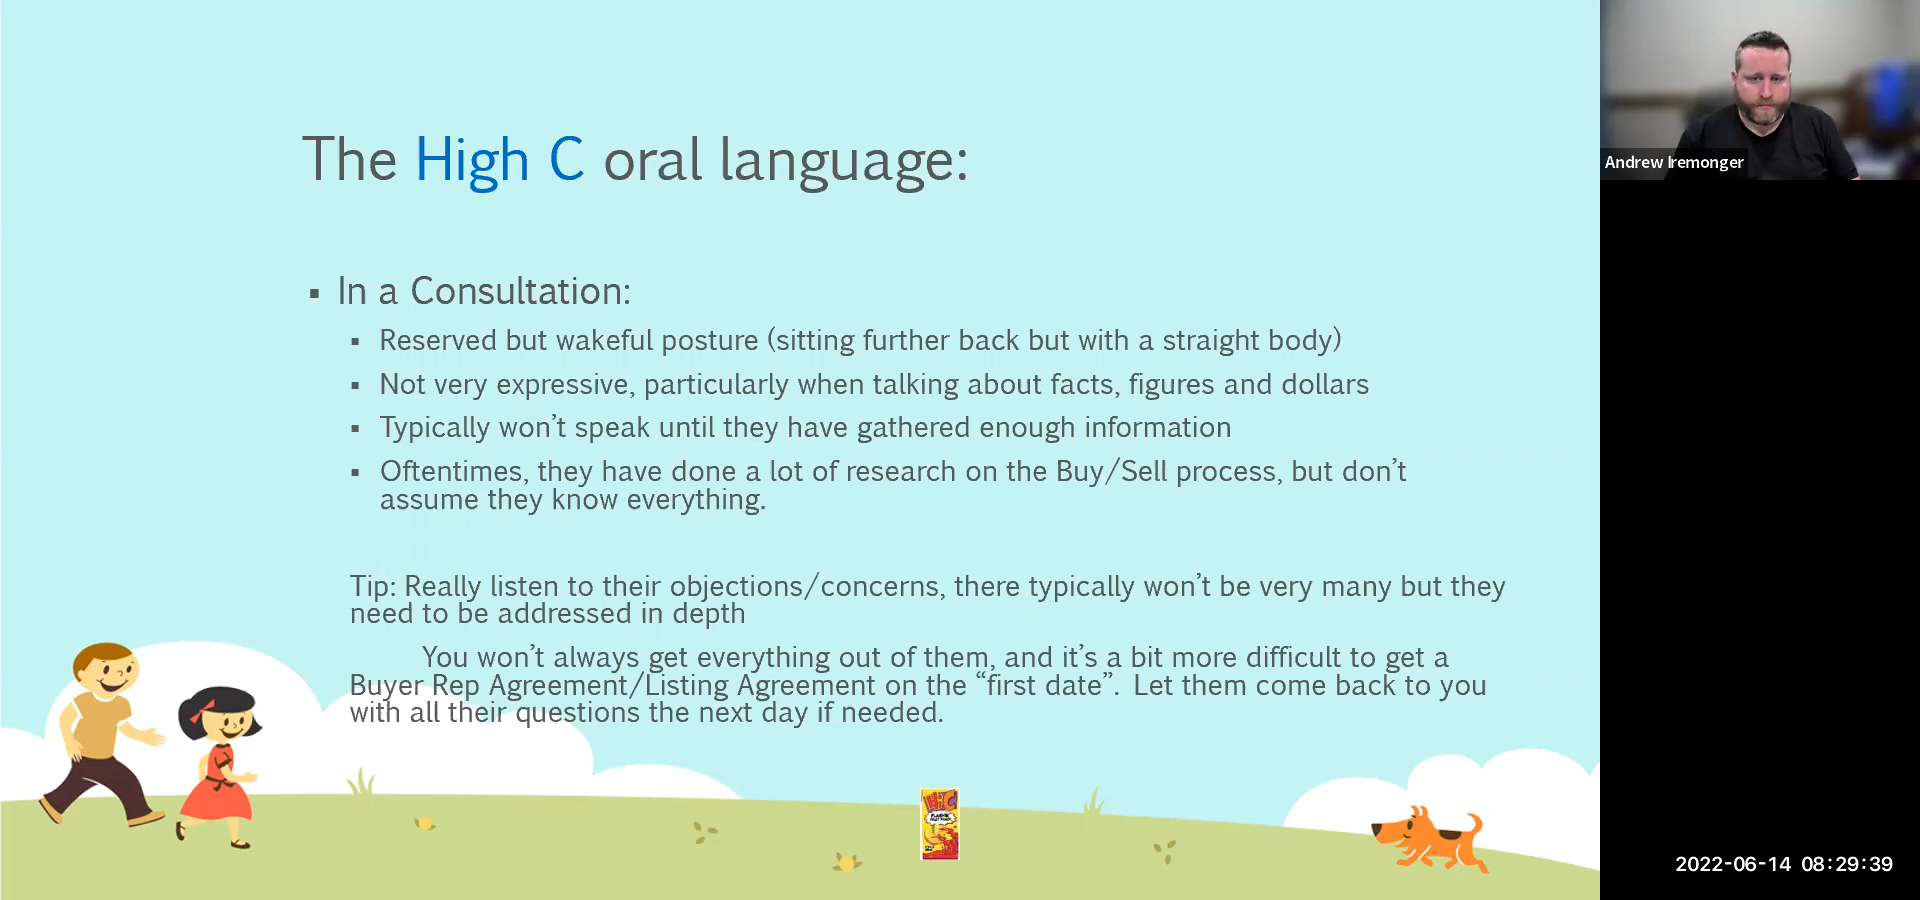 The High C oral language:
▪ In a Consultation:
▪ Reserved but wakeful posture (sitting further back but with a straight body)
▪ Not very expressive, particularly when talking about facts, figures and dollars
▪ Typically won’t speak until they have gathered enough information
▪ Oftentimes, they have done a lot of research on the Buy/Sell process, but don’t
assume they know everything.
Tip: Really listen to their objections/concerns, there typically won’t be very many but they
need to be addressed in depth
You won’t always get everything out of them, and it’s a bit more difficult to get a
Buyer Rep Agreement/Listing Agreement on the “first date”. Let them come back to you
with all their questions the next day if needed.
Hi-C
Andrew Iremonger
2022-06-14 08:29:39